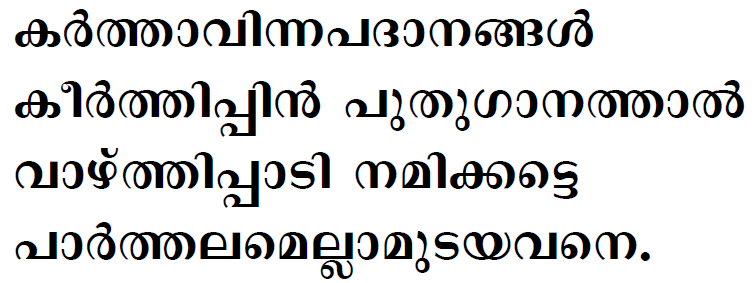 കർത്താവിന്നപദാനങ്ങൾ
കീർത്തിപ്പിൻ പുതുഗാനത്താൽ
വാഴ്ത്തിപ്പാടി നമിക്കട്ടെ
പാർത്തലമെല്ലാമുടയവനെ.